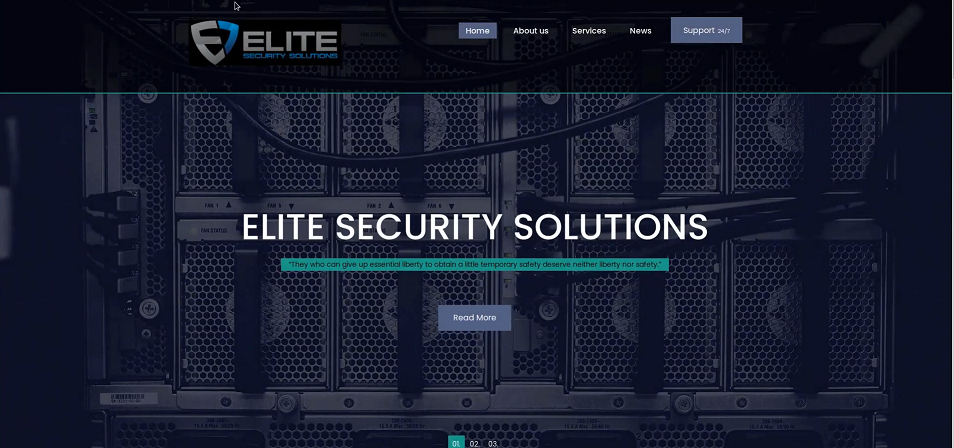 ELITE
SECURITY SOLUTIONS
Home
About us
Services
News
Support 24/7
FAN 1
FAN 5
FAN 2
FAN 6
FAN STATUS
ELITE SECURITY SOLUTIONS
"They who can give up essential liberty to obtain a little temporary safety deserve neither liberty nor safety."
Read More
01.
02.
03.